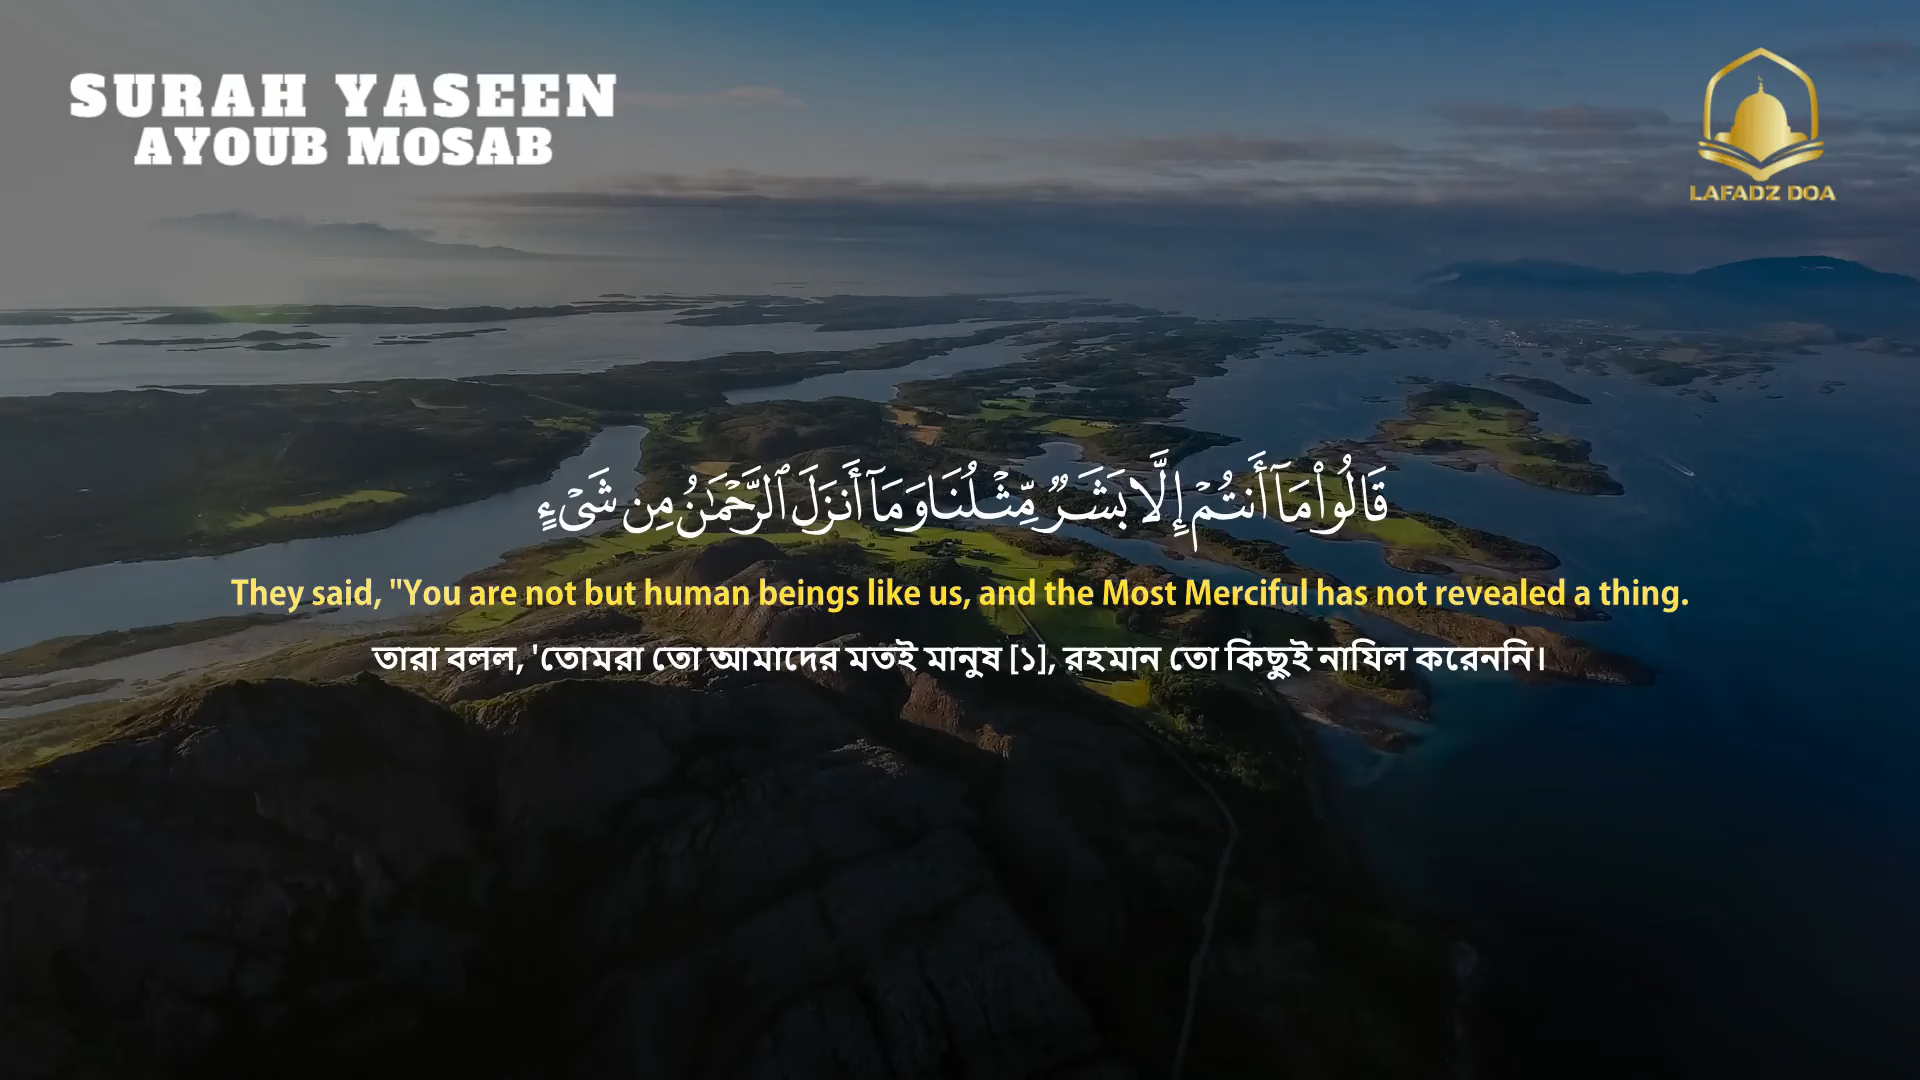 SURAH YASEEN
AYOUB MOSAB
LAFADZ DOA
قَالُوا۟ مَآ أَنتُمْ إِلَّا بَشَرٌ مِّثْلُنَا وَمَآ أَنزَلَ ٱلرَّحْمَـٰنُ مِن شَىْءٍ
They said, "You are not but human beings like us, and the Most Merciful has not revealed a thing.
তারা বলল, 'তোমরা তো আমাদের মতই মানুষ [১], রহমান তো কিছুই নাযিল করেননি।